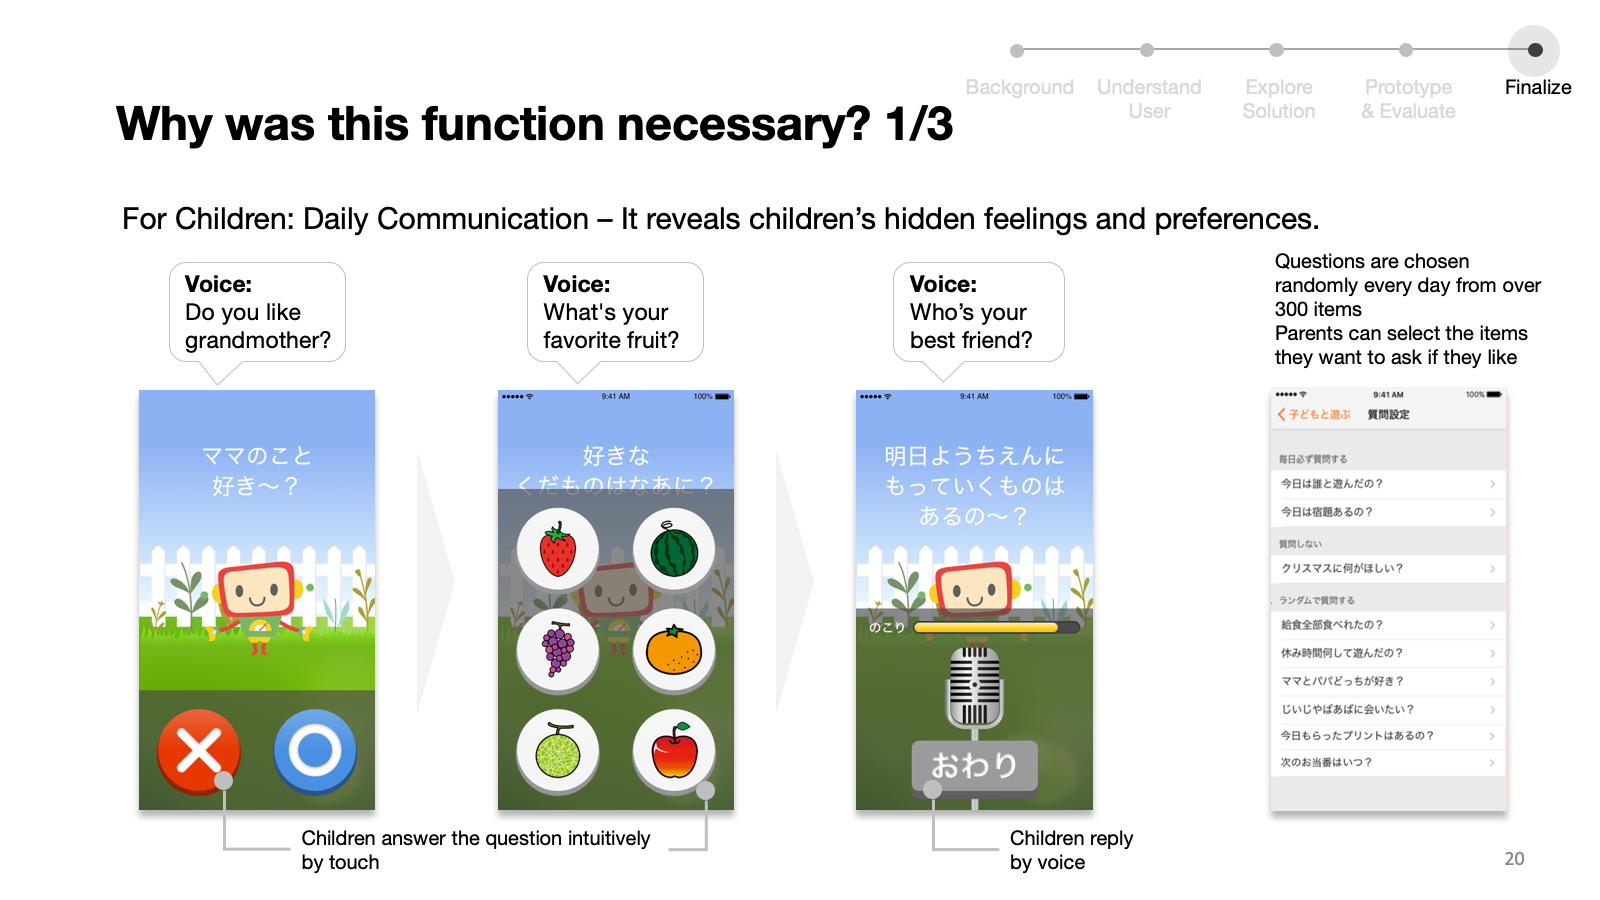 Background
Understand
User
Explore
Solution
Prototype
& Evaluate
Finalize
Why was this function necessary? 1/3
For Children: Daily Communication – It reveals children’s hidden feelings and preferences.
Voice:
Do you like
grandmother?
ママのこと
好き〜？
Voice:
What's your
favorite fruit?
9:41 AM
100%
好きな
くだものはなあに？
Voice:
Who’s your
best friend?
9:41 AM
100%
明日ようちえんに
もっていくものは
あるの〜？
のこり
おわり
Questions are chosen
randomly every day from over
300 items
Parents can select the items
they want to ask if they like
9:41 AM
100%
子どもと遊ぶ 質問設定
毎日必ず質問する
今日は誰と遊んだの？
今日は宿題あるの？
質問しない
クリスマスに何がほしい？
ランダムで質問する
給食全部食べれたの？
休み時間何して遊んだの？
ママとパパどっちが好き？
じいじやばあばに会いたい？
今日もらったプリントはあるの？
次のお当番はいつ？
Children answer the question intuitively
by touch
Children reply
by voice
20